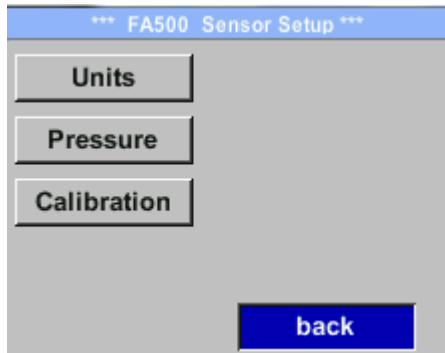 *** FA500 Sensor Setup ***
Units
Pressure
Calibration
back